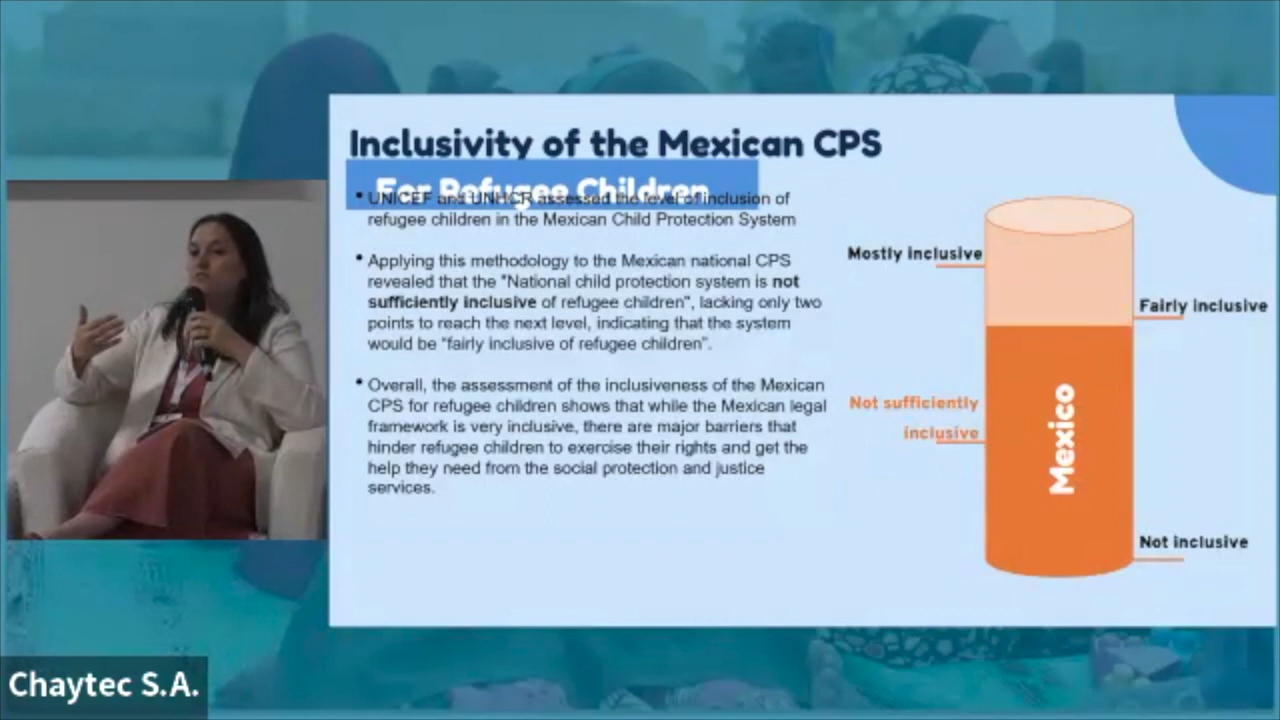 Inclusivity of the Mexican CPS
For Refugee Children
• UNICEF and UNHCR assessed the level of inclusion of
refugee children in the Mexican Child Protection System
• Applying this methodology to the Mexican national CPS
revealed that the "National child protection system is not
sufficiently inclusive of refugee children", lacking only two
points to reach the next level, indicating that the system
would be "fairly inclusive of refugee children".
• Overall, the assessment of the inclusiveness of the Mexican
CPS for refugee children shows that while the Mexican legal
framework is very inclusive, there are major barriers that
hinder refugee children to exercise their rights and get the
help they need from the social protection and justice
services.
Mostly inclusive
Fairly inclusive
Not sufficiently
inclusive
Mexico
Not inclusive
Chaytec S.A.